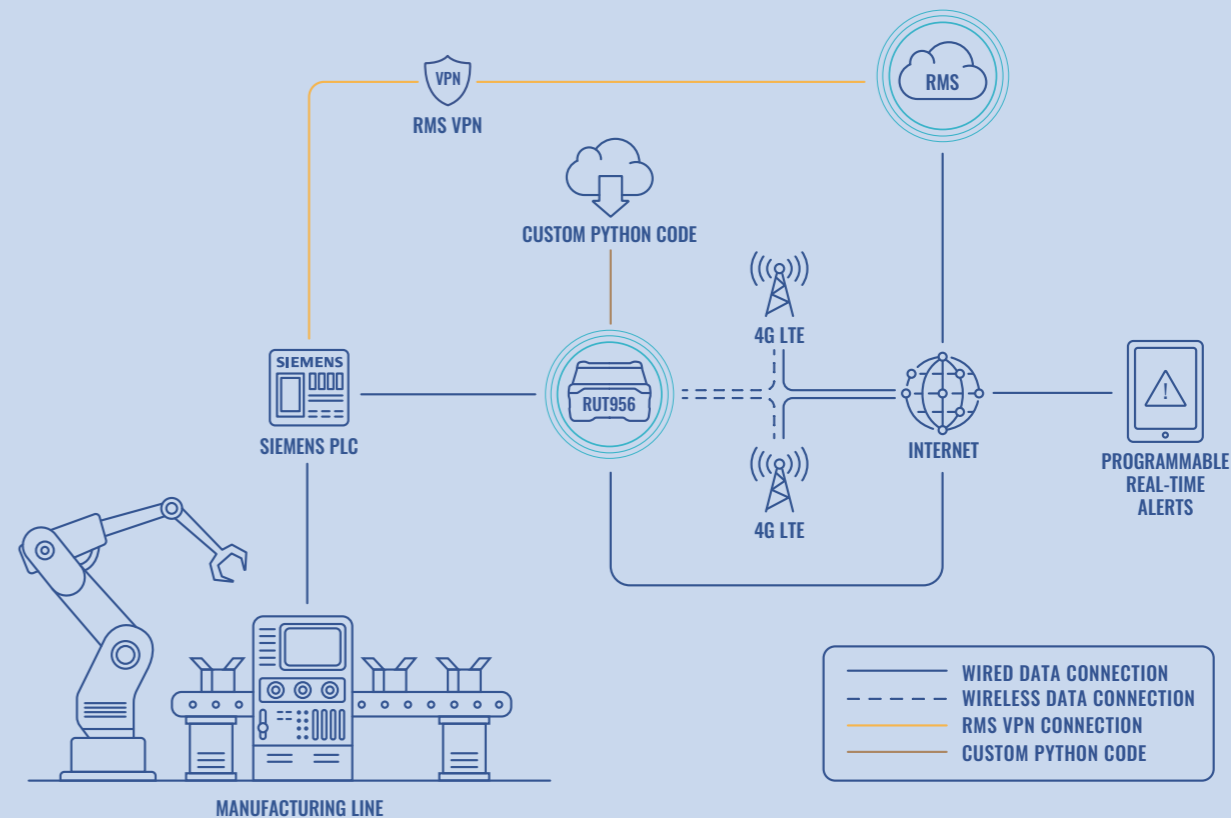 RMS
VPN
RMS VPN
CUSTOM PYTHON CODE
4G LTE
SIEMENS
SIEMENS PLC
RUT956
INTERNET
4G LTE
PROGRAMMABLE
REAL-TIME
ALERTS
!
MANUFACTURING LINE
WIRED DATA CONNECTION
WIRELESS DATA CONNECTION
RMS VPN CONNECTION
CUSTOM PYTHON CODE